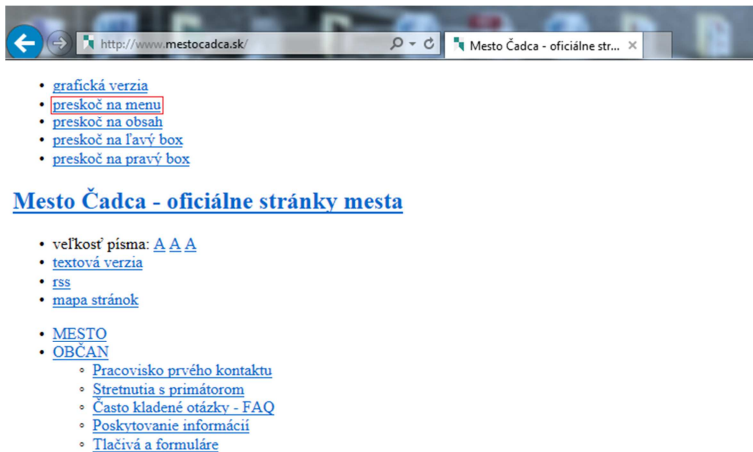 http://www.mestocadca.sk/
Mesto Čadca - oficiálne str...
grafická verzia
preskoč na menu
preskoč na obsah
preskoč na ľavý box
preskoč na pravý box
Mesto Čadca - oficiálne stránky mesta
veľkosť písma: A A A
textová verzia
rss
mapa stránok
MESTO
OBČAN
Pracovisko prvého kontaktu
Stretnutia s primátorom
Často kladené otázky - FAQ
Poskytovanie informácií
Tlačivá a formuláre